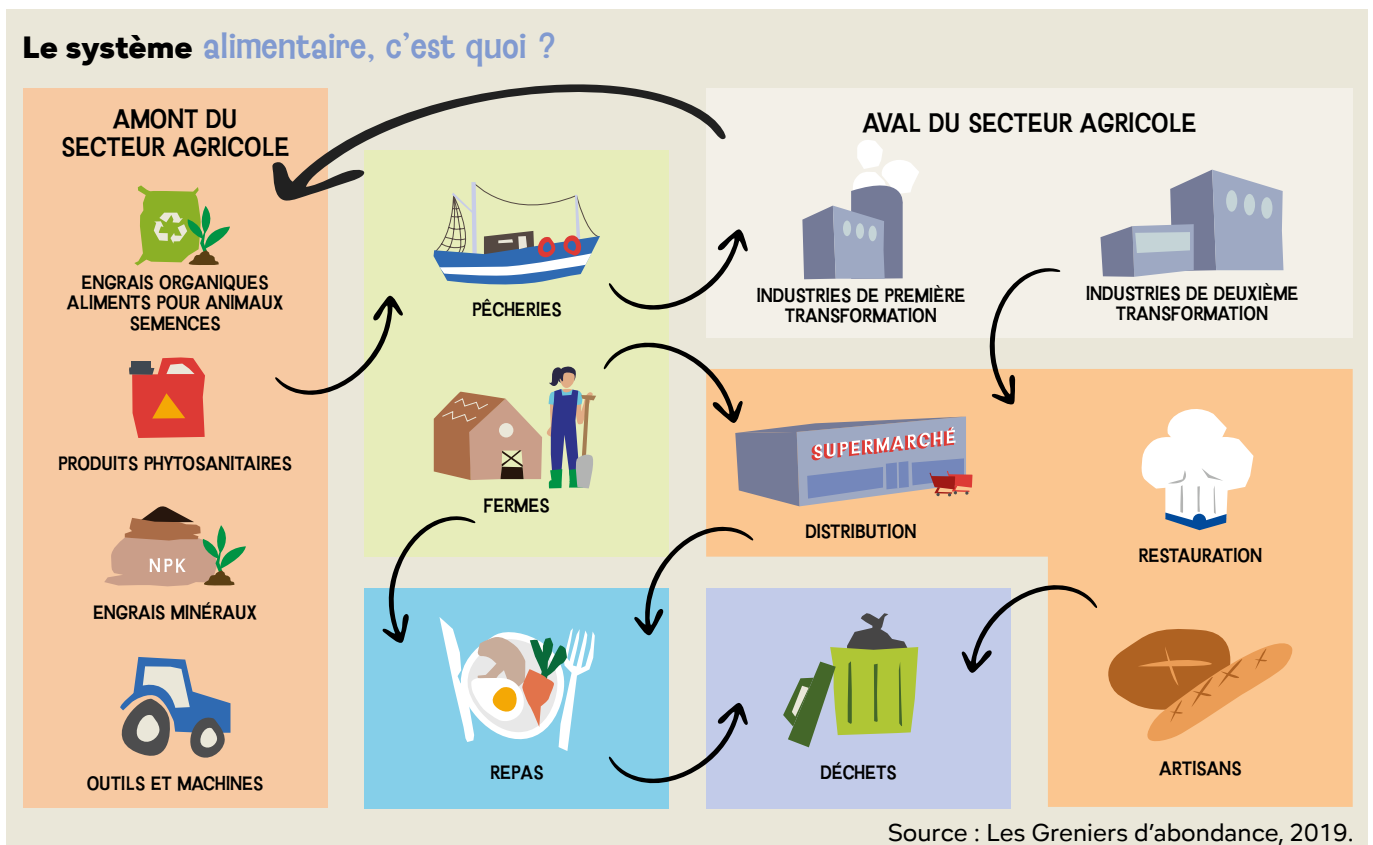 Le système alimentaire, c'est quoi ?
AMONT DU
SECTEUR AGRICOLE
ENGRAIS ORGANIQUES
ALIMENTS POUR ANIMAUX
SEMENCES
PRODUITS PHYTOSANITAIRES
NPK
ENGRAIS MINÉRAUX
OUTILS ET MACHINES
PÊCHERIES
FERMES
AVAL DU SECTEUR AGRICOLE
INDUSTRIES DE PREMIÈRE
TRANSFORMATION
INDUSTRIES DE DEUXIÈME
TRANSFORMATION
SUPERMARCHÉ
DISTRIBUTION
RESTAURATION
ARTISANS
REPAS
DÉCHETS
Source : Les Greniers d'abondance, 2019.